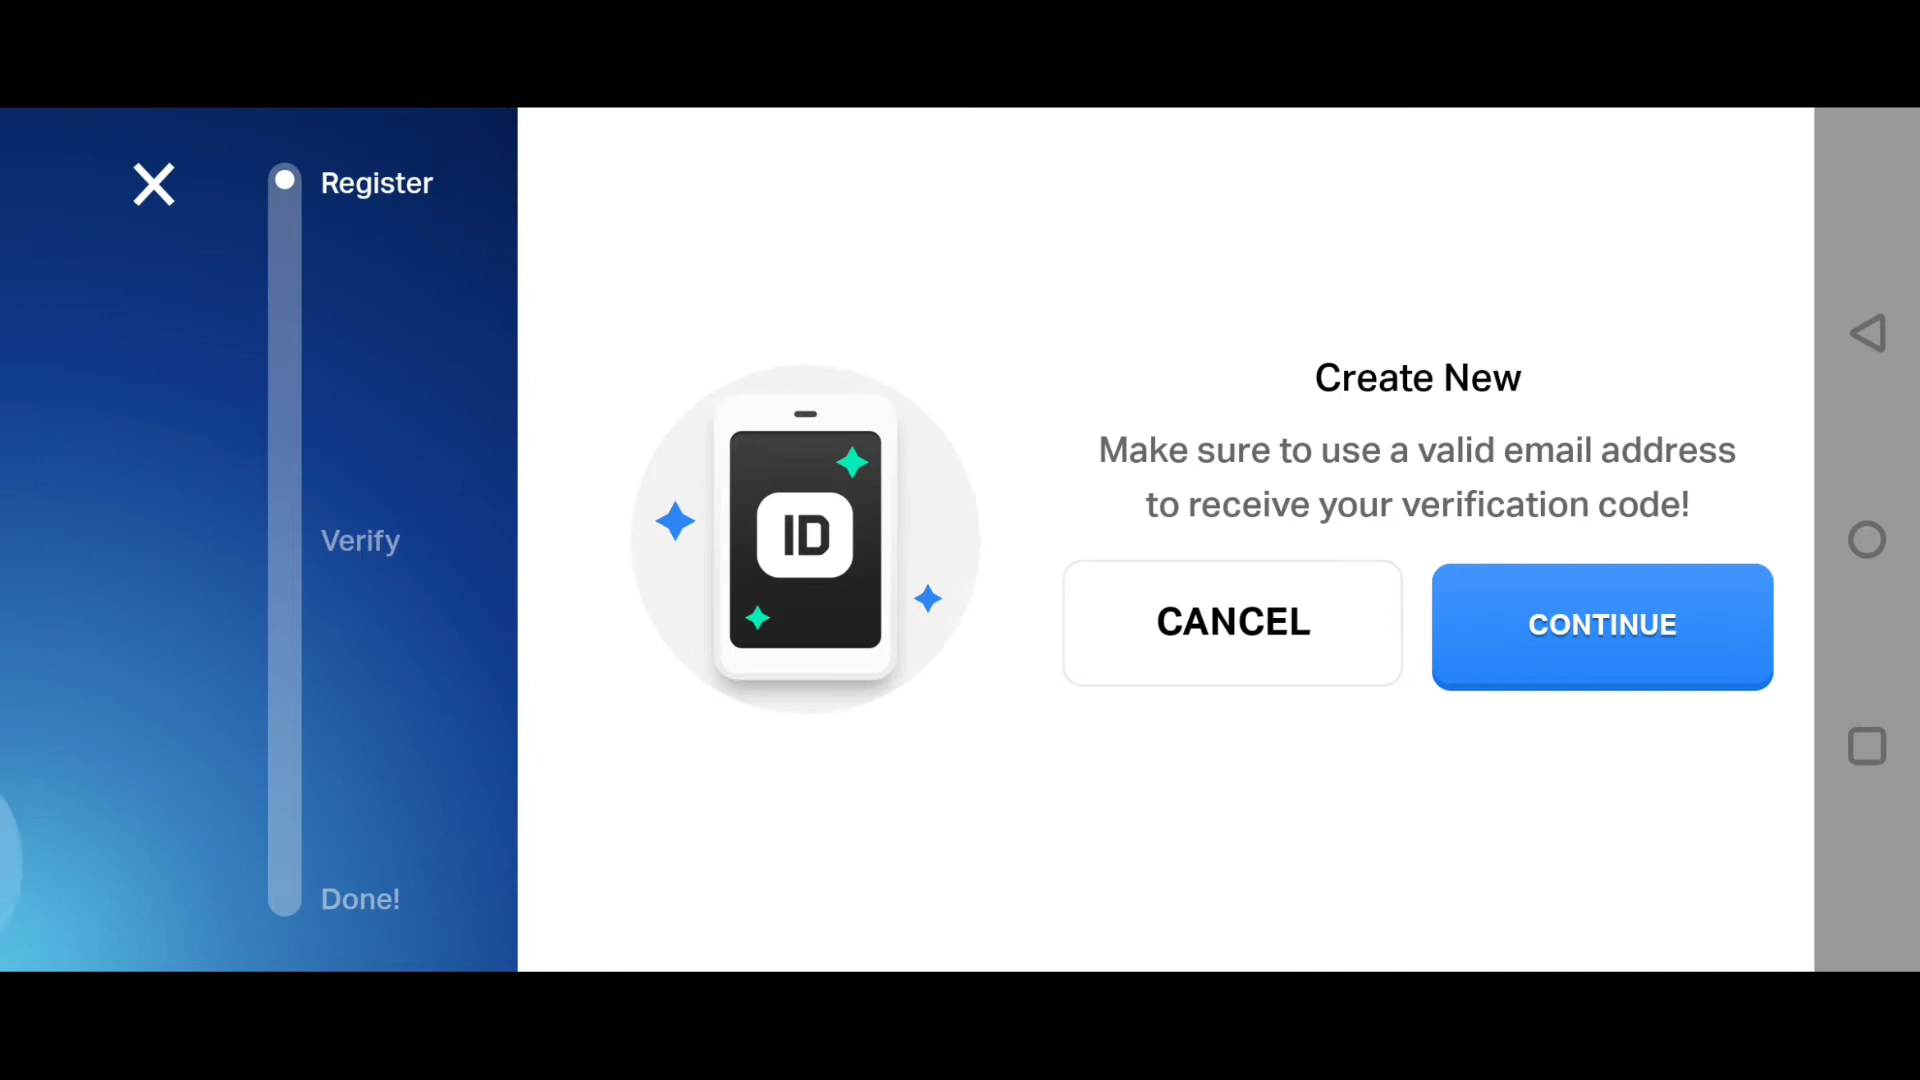 Register
Verify
Done!
ID
Create New
Make sure to use a valid email address
to receive your verification code!
CANCEL
CONTINUE